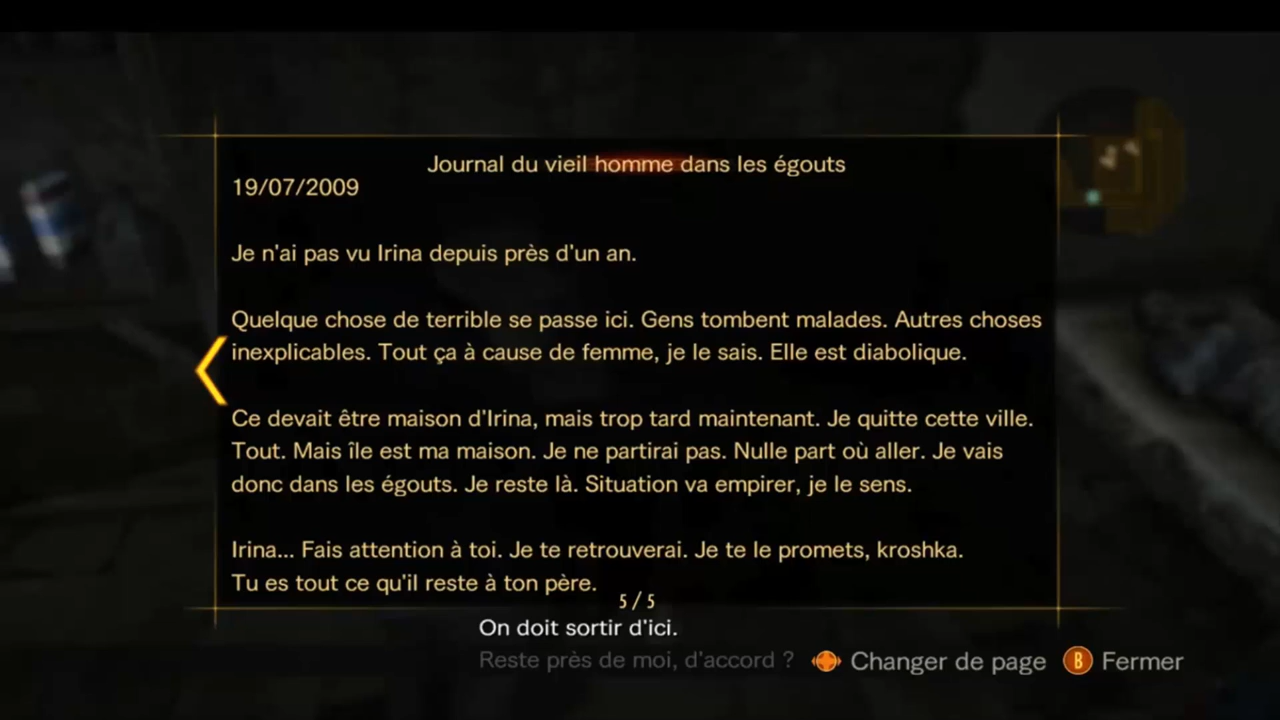 Journal du vieil homme dans les égouts
19/07/2009
Je n'ai pas vu Irina depuis près d'un an.
Quelque chose de terrible se passe ici. Gens tombent malades. Autres choses
inexplicables. Tout ça à cause de femme, je le sais. Elle est diabolique.
Ce devait être maison d'Irina, mais trop tard maintenant. Je quitte cette ville.
Tout. Mais île est ma maison. Je ne partirai pas. Nulle part où aller. Je vais
donc dans les égouts. Je reste là. Situation va empirer, je le sens.
Irina... Fais attention à toi. Je te retrouverai. Je te le promets, kroshka.
Tu es tout ce qu'il reste à ton père.
5/5
On doit sortir d'ici.
Reste près de moi, d'accord ?
Changer de page B Fermer